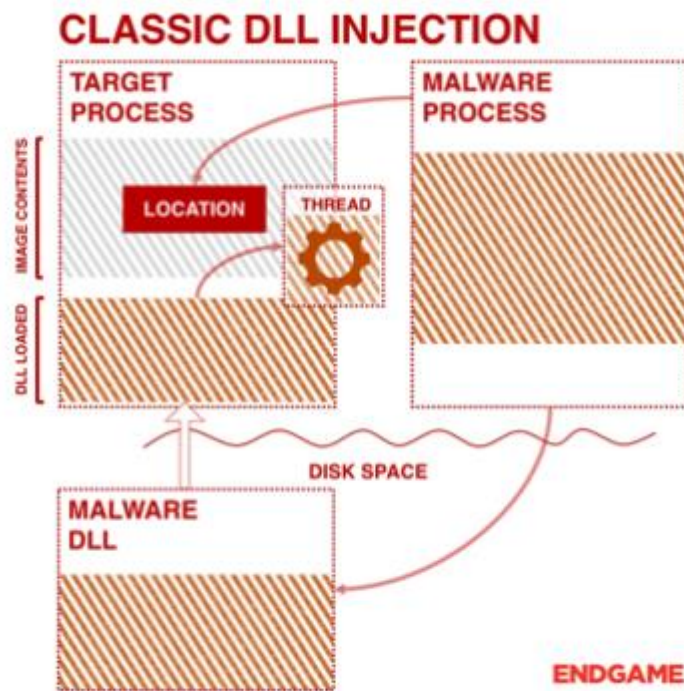 CLASSIC DLL INJECTION
TARGET
PROCESS
MALWARE
PROCESS
IMAGE CONTENTS
LOCATION
THREAD
DLL LOADED
DISK SPACE
MALWARE
DLL
ENDGAME